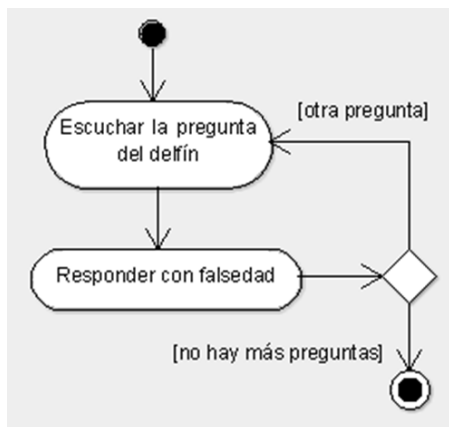 [otra pregunta]
Escuchar la pregunta
del delfín
Responder con falsedad
[no hay más preguntas]